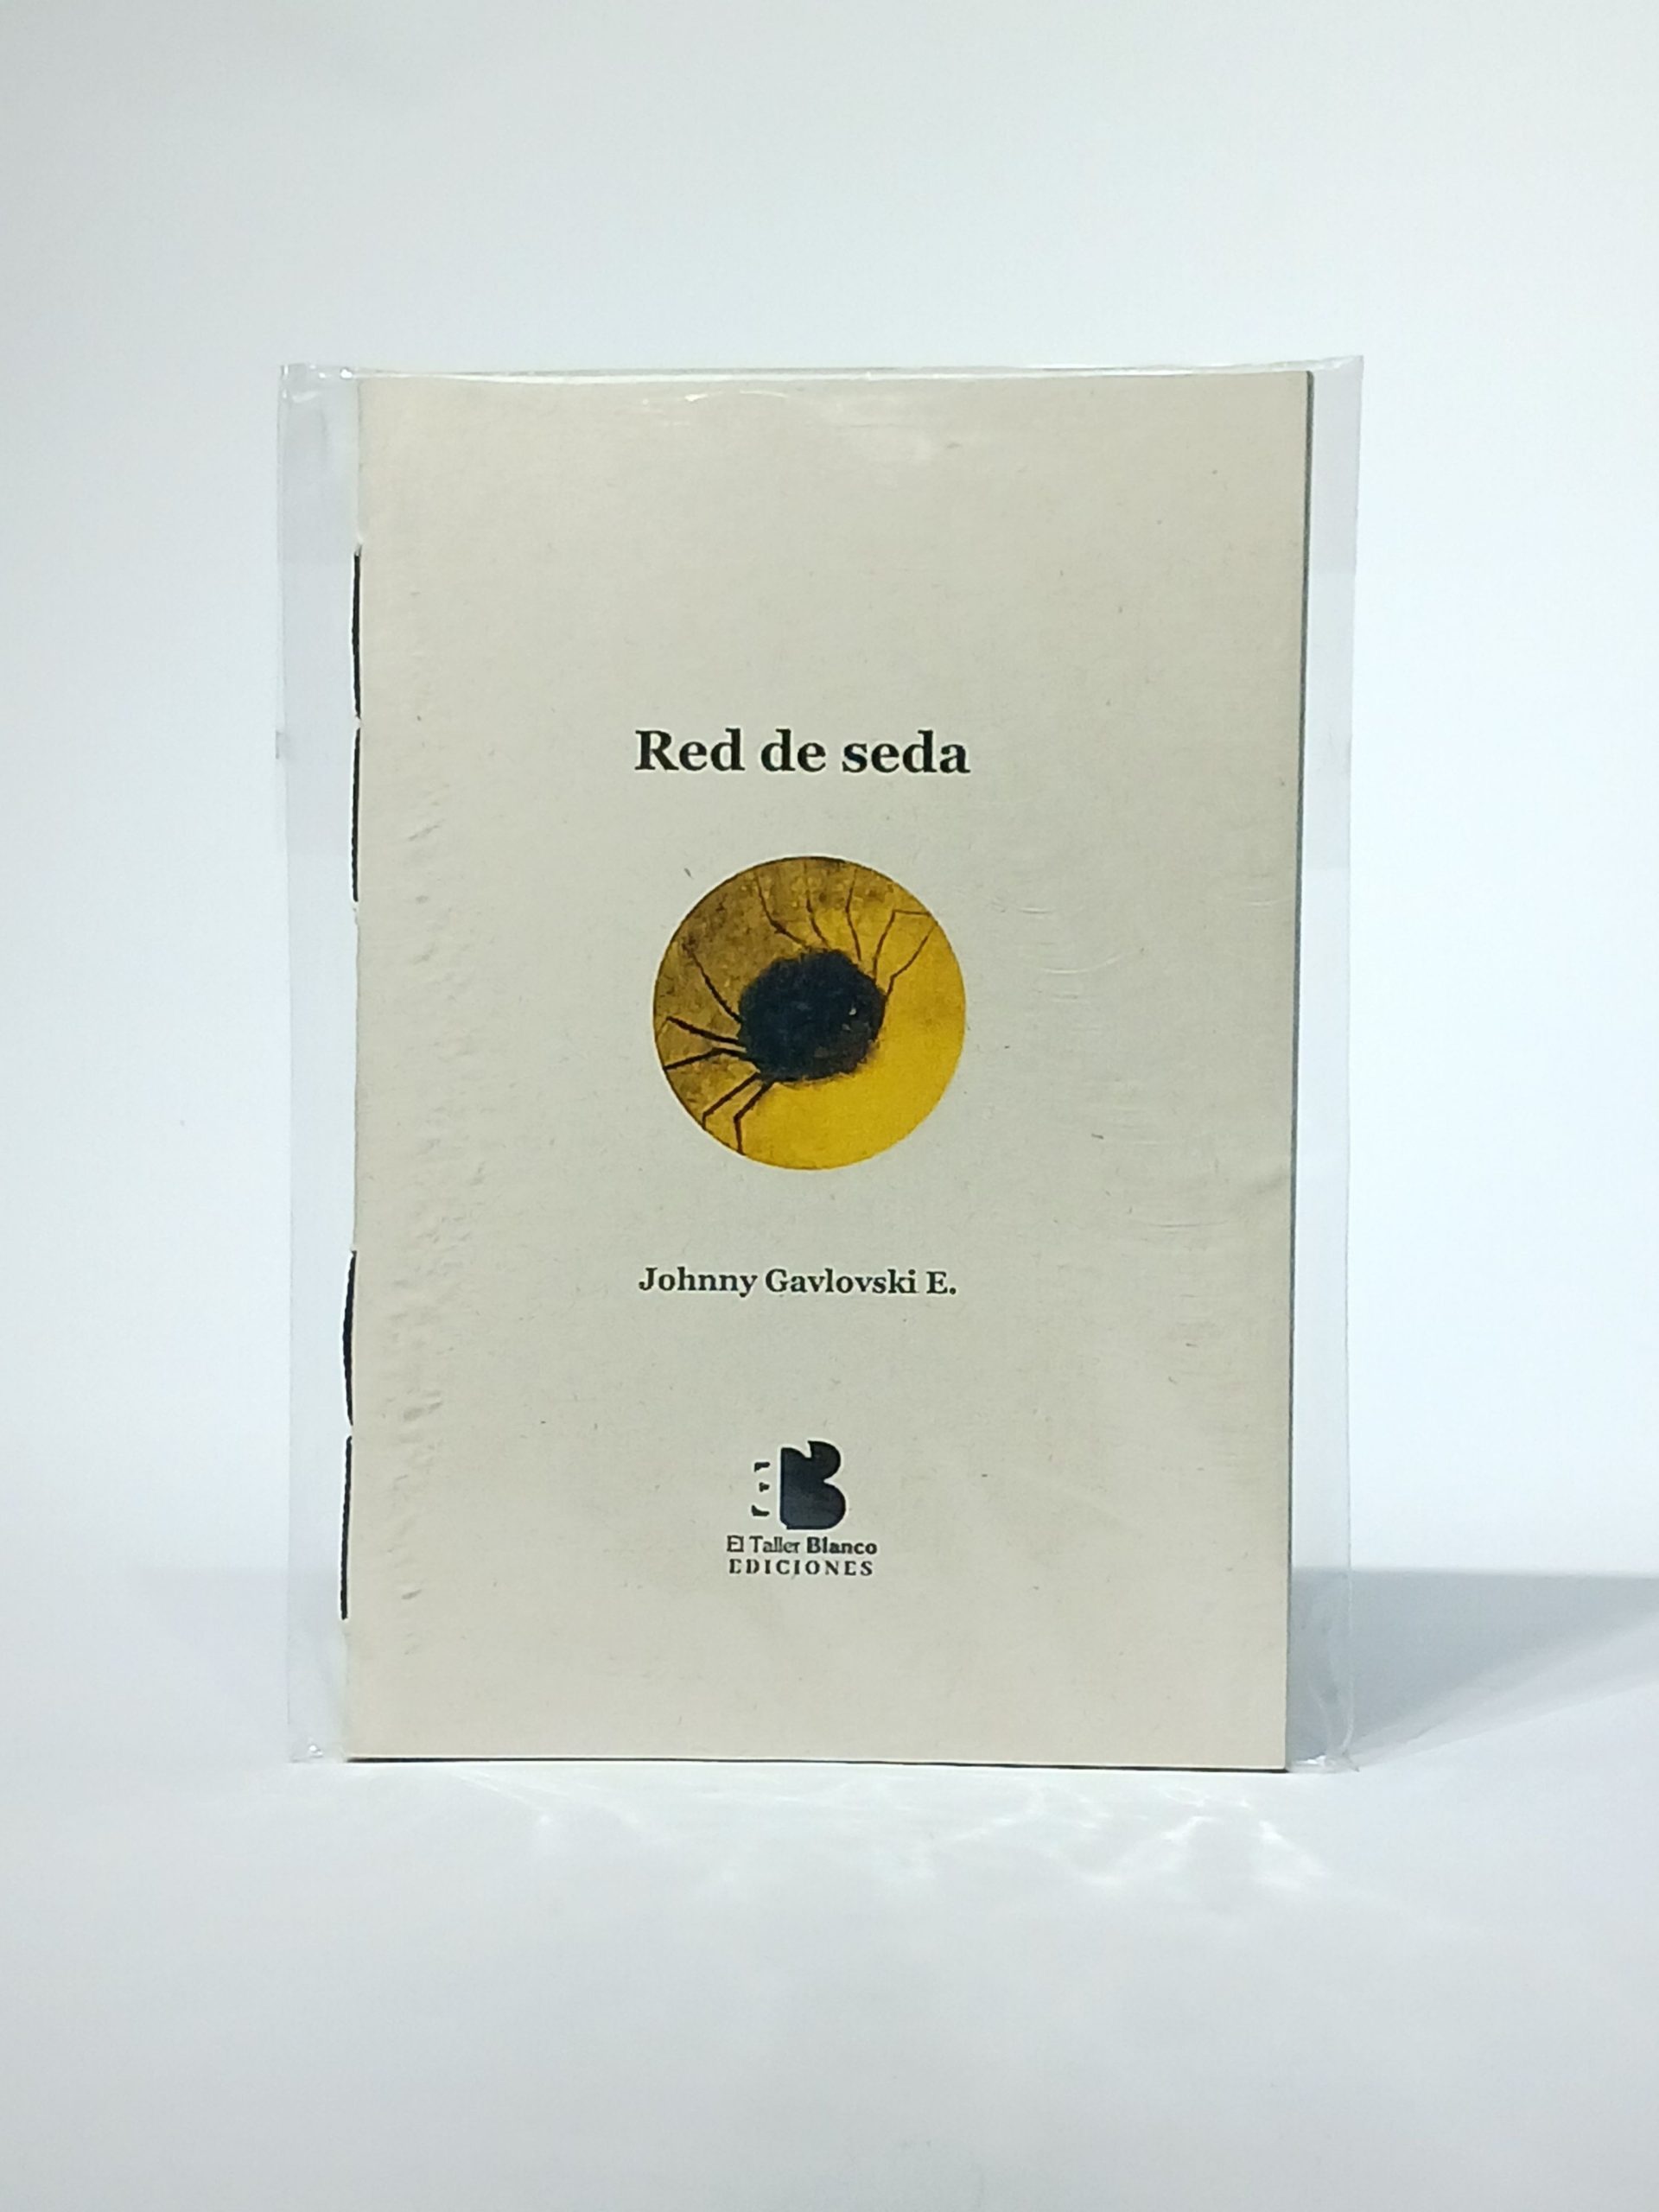 Red de seda
Johnny Gavlovski E.
El Taller Blanco
EDICIONES